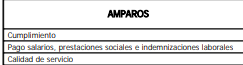 AMPAROS
Cumplimiento
Pago salarios, prestaciones sociales e indemnizaciones laborales
Calidad de servicio